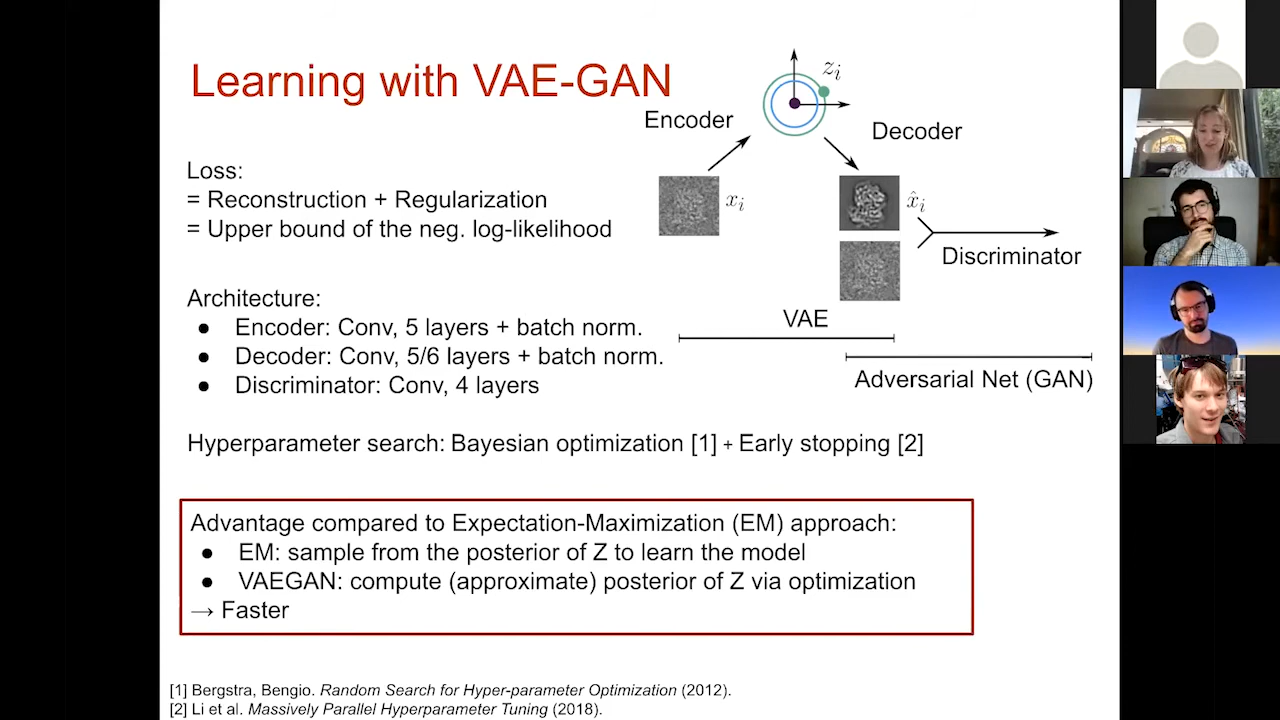 Learning with VAE-GAN
Encoder
z_i
Decoder
x_i
x̂_i
Discriminator
VAE
Adversarial Net (GAN)
Loss:
= Reconstruction + Regularization
= Upper bound of the neg. log-likelihood
Architecture:
● Encoder: Conv, 5 layers + batch norm.
● Decoder: Conv, 5/6 layers + batch norm.
● Discriminator: Conv, 4 layers
Hyperparameter search: Bayesian optimization [1] + Early stopping [2]
Advantage compared to Expectation-Maximization (EM) approach:
● EM: sample from the posterior of Z to learn the model
● VAEGAN: compute (approximate) posterior of Z via optimization
→ Faster
[1] Bergstra, Bengio. Random Search for Hyper-parameter Optimization (2012).
[2] Li et al. Massively Parallel Hyperparameter Tuning (2018).